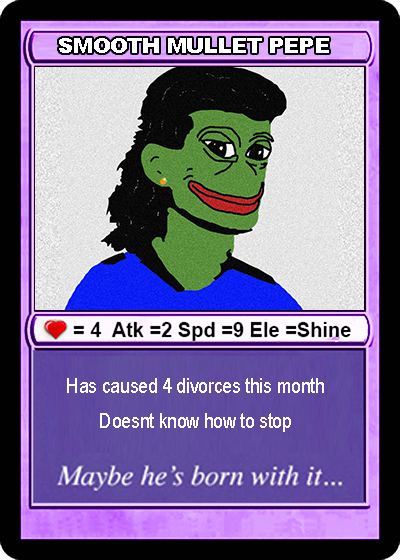 SMOOTH MULLET PEPE
= 4 Atk =2 Spd =9 Ele =Shine
Has caused 4 divorces this month
Doesnt know how to stop
Maybe he's born with it...